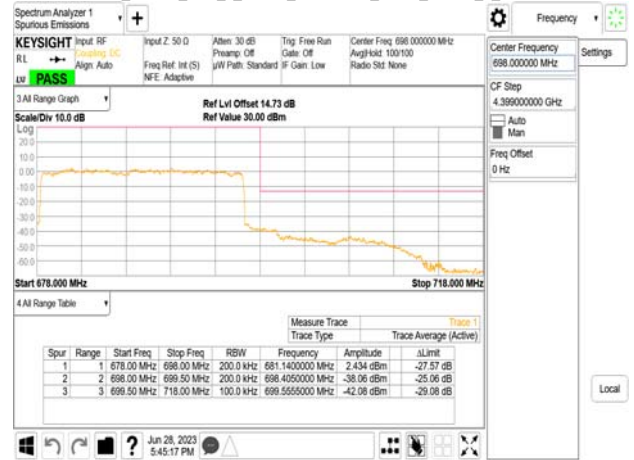 Spectrum Analyzer 1
Spurious Emissions
Frequency
KEYSIGHT
RL
PASS
Input: RF
Coupling: DC
Align: Auto
Input Z: 50 Ω
Freq Ref: Int (S)
NFE: Adaptive
Atten: 30 dB
Preamp: Off
µW Path: Standard
Trig: Free Run
Gate: Off
IF Gain: Low
Center Freq: 698.000000 MHz
Avg|Hold: 100/100
Radio Std: None
Center Frequency
698.000000 MHz
Settings
CF Step
4.399000000 GHz
Auto
Man
Freq Offset
0 Hz
3 All Range Graph
Scale/Div 10.0 dB
Ref Lvl Offset 14.73 dB
Ref Value 30.00 dBm
Log
20.0
10.0
0.00
-10.0
-20.0
-30.0
-40.0
-50.0
-60.0
Start 678.000 MHz
Stop 718.000 MHz
4 All Range Table
Measure Trace Trace 1
Trace Type Trace Average (Active)
Spur Range Start Freq Stop Freq RBW Frequency Amplitude ΔLimit
1 1 678.00 MHz 698.00 MHz 200.0 kHz 681.1400000 MHz 2.434 dBm -27.57 dB
2 2 698.00 MHz 699.50 MHz 200.0 kHz 698.4050000 MHz -38.06 dBm -25.06 dB
3 3 699.50 MHz 718.00 MHz 100.0 kHz 699.5555000 MHz -42.08 dBm -29.08 dB
Local
Jun 28, 2023
5:45:17 PM